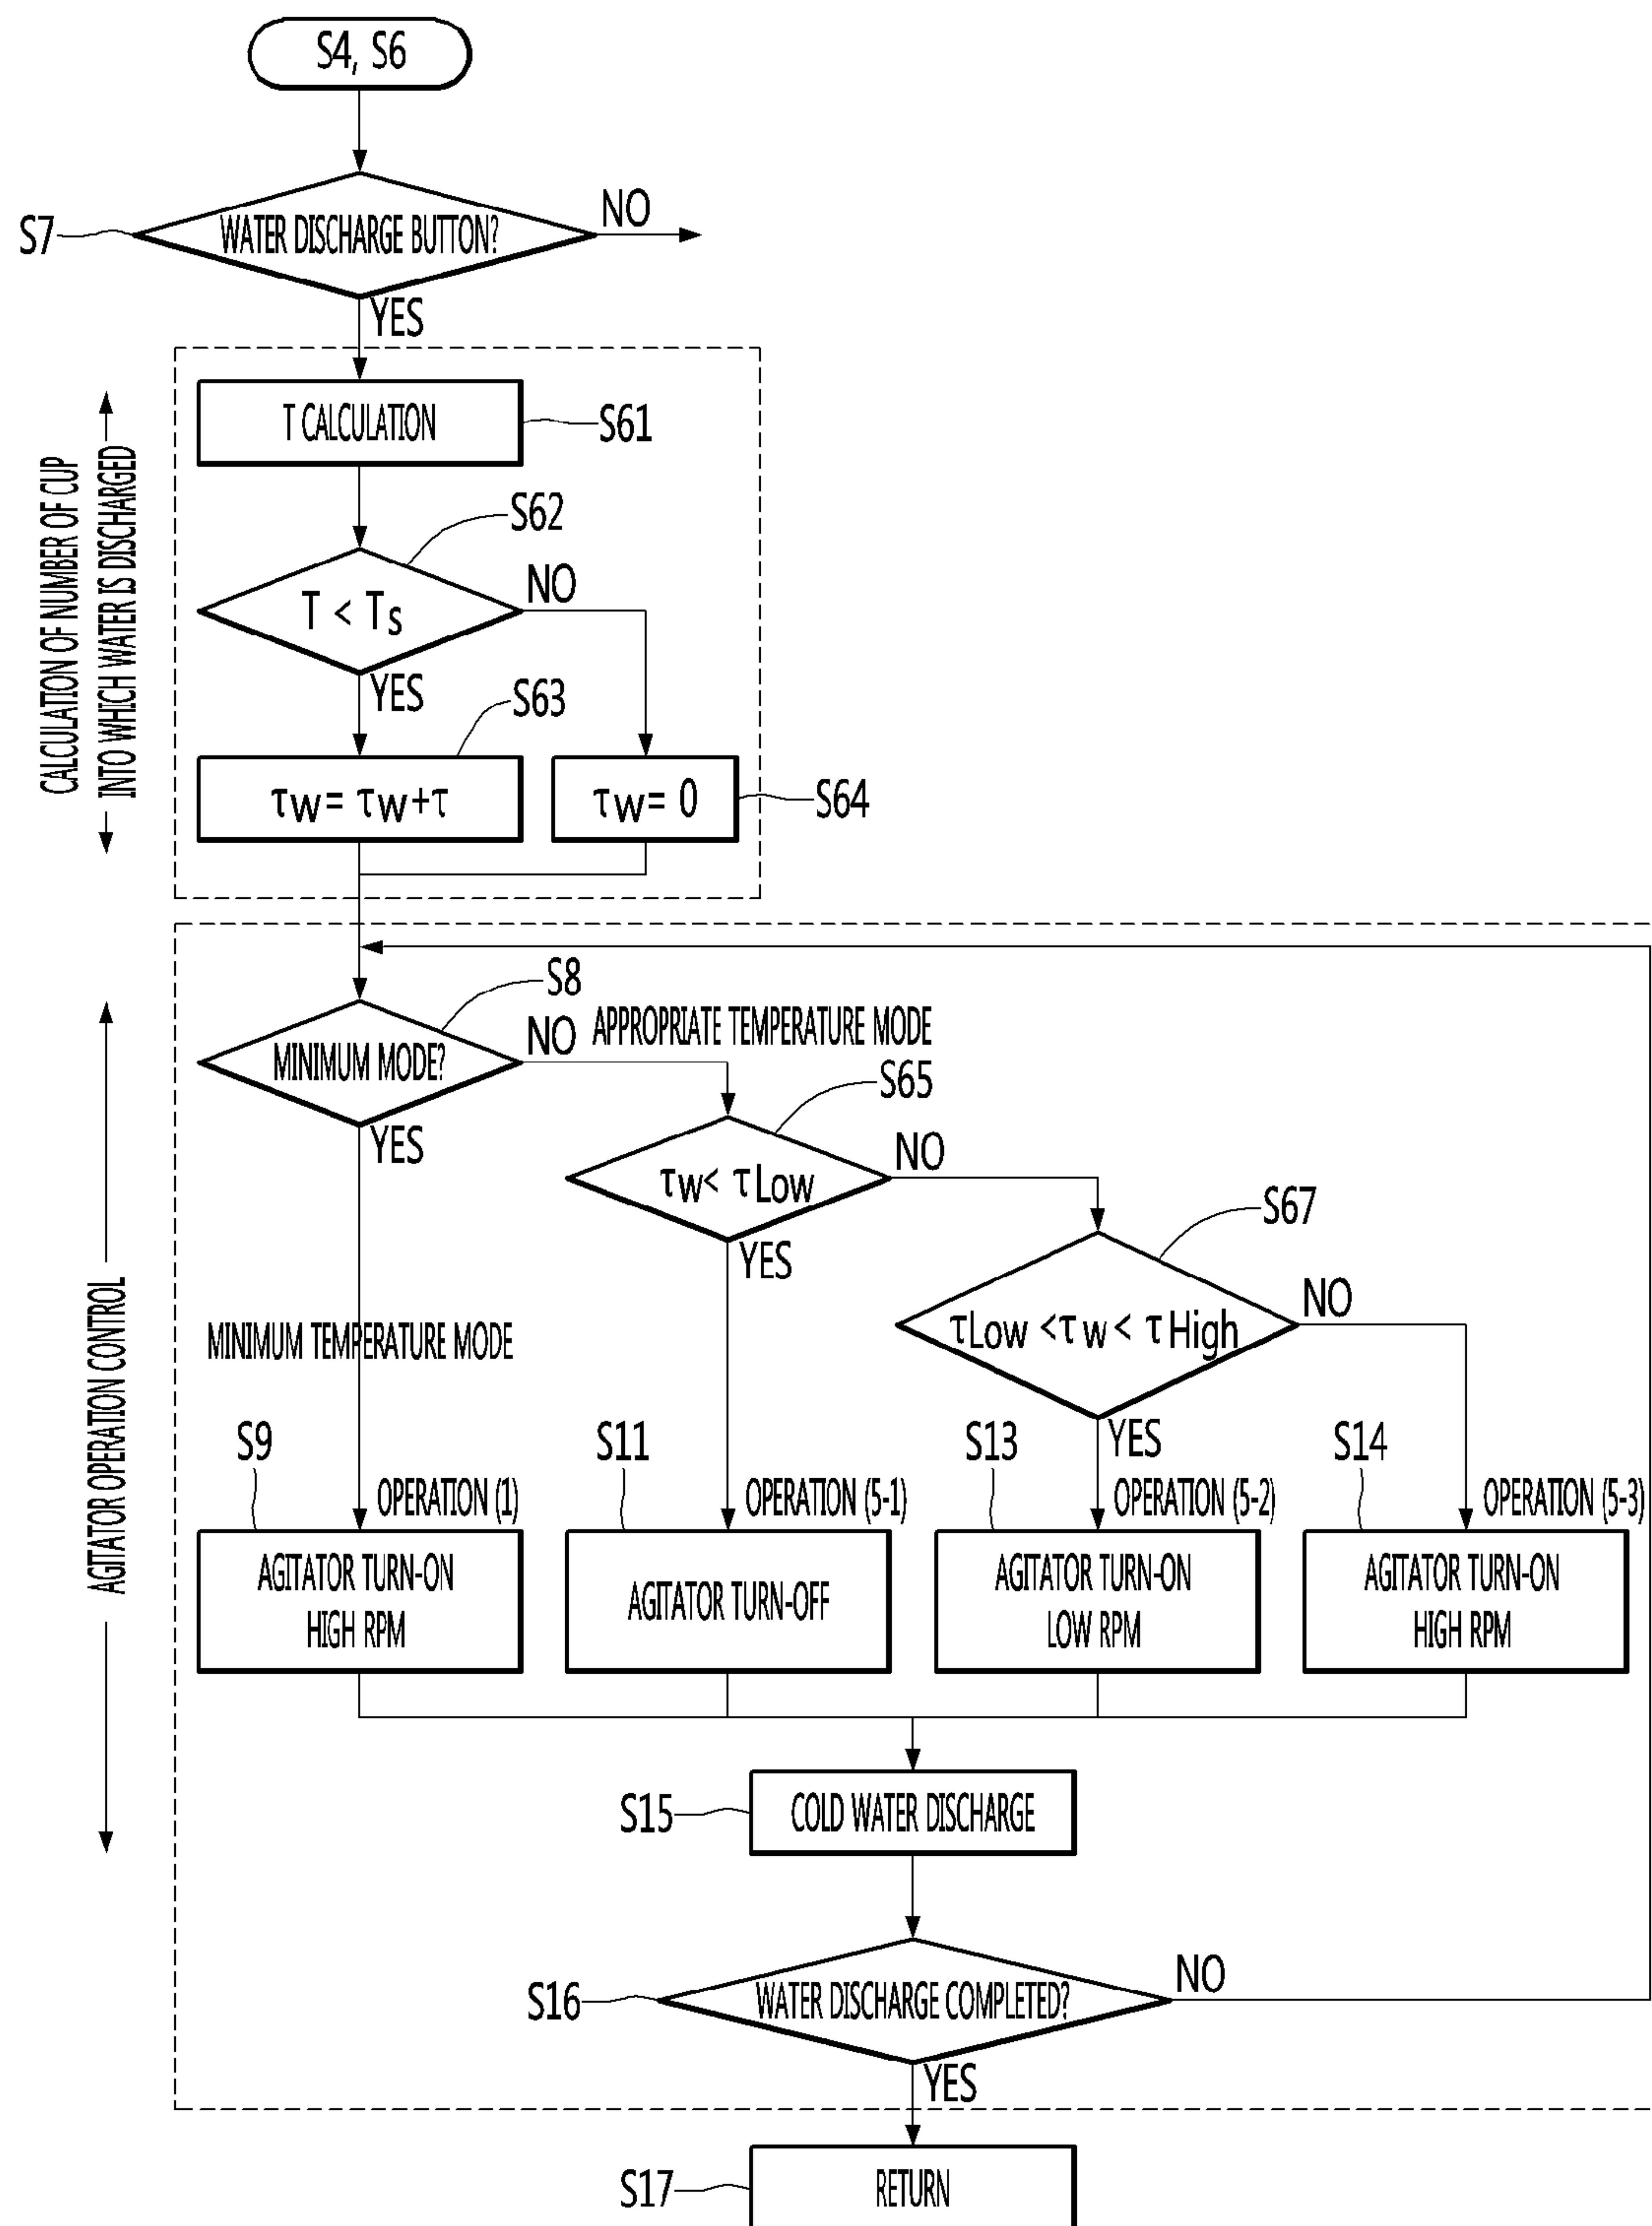 S4, S6
S7
WATER DISCHARGE BUTTON?
NO
YES
CALCULATION OF NUMBER OF CUP
INTO WHICH WATER IS DISCHARGED
T CALCULATION
S61
S62
T < Ts
NO
YES
S63
τw= τw+τ
τw= 0
S64
AGITATOR OPERATION CONTROL
S8
MINIMUM MODE?
NO
APPROPRIATE TEMPERATURE MODE
YES
S65
τw< τLow
NO
YES
S67
τLow <τw< τHigh
NO
YES
MINIMUM TEMPERATURE MODE
S9
OPERATION (1)
S11
OPERATION (5-1)
S13
OPERATION (5-2)
S14
OPERATION (5-3)
AGITATOR TURN-ON
HIGH RPM
AGITATOR TURN-OFF
AGITATOR TURN-ON
LOW RPM
AGITATOR TURN-ON
HIGH RPM
S15
COLD WATER DISCHARGE
S16
WATER DISCHARGE COMPLETED?
NO
YES
S17
RETURN